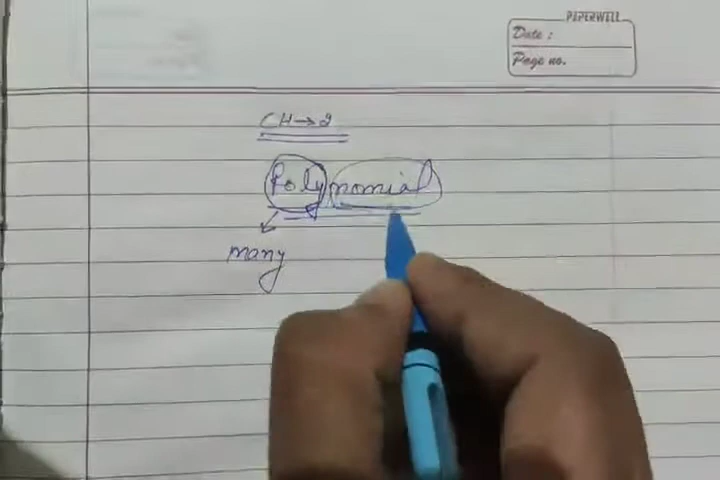 PAPERWELL
Date :
Page no.
CH→2
Polynomial
many